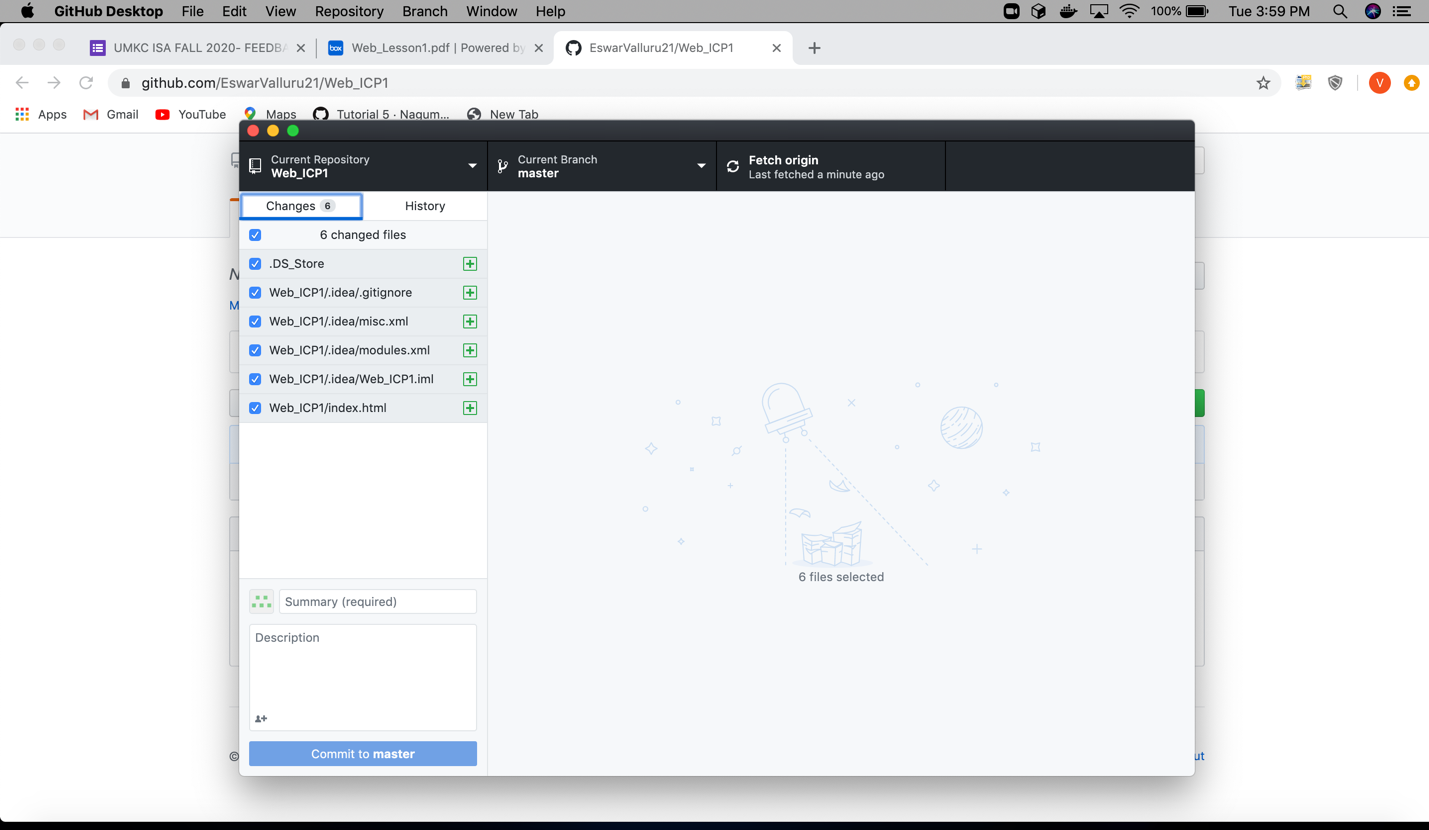 GitHub Desktop File Edit View Repository Branch Window Help 100% Tue 3:59 PM
UMKC ISA FALL 2020- FEEDBA Web_Lesson1.pdf | Powered by box EswarValluru21/Web_ICP1
github.com/EswarValluru21/Web_ICP1 V
Apps Gmail YouTube Maps Tutorial 5 · Nagum... New Tab
Current Repository
Web_ICP1
Current Branch
master
Fetch origin
Last fetched a minute ago
Changes 6 History
6 changed files
.DS_Store
Web_ICP1/.idea/.gitignore
Web_ICP1/.idea/misc.xml
Web_ICP1/.idea/modules.xml
Web_ICP1/.idea/Web_ICP1.iml
Web_ICP1/index.html
6 files selected
Summary (required)
Description
Commit to master
N
M
©
ut